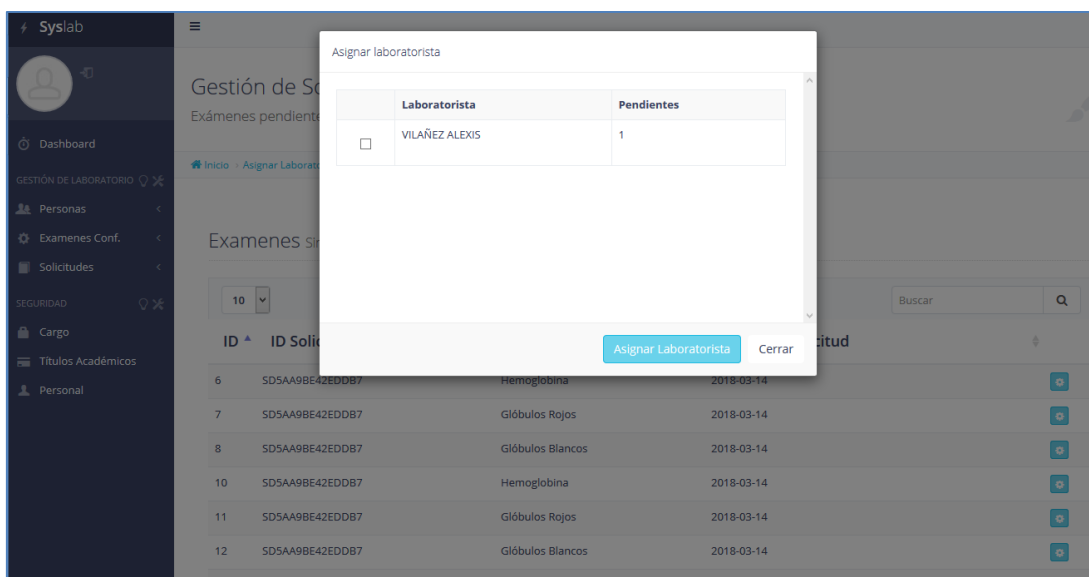 Syslab
Asignar laboratorista
Gestión de So
Exámenes pendiente
Laboratorista Pendientes
VILAÑEZ ALEXIS 1
Dashboard
Inicio Asignar Laborato
GESTIÓN DE LABORATORIO
Personas
Examenes Conf.
Solicitudes
Examenes
SEGURIDAD
Cargo
Títulos Académicos
Personal
10
Buscar
Asignar Laboratorista Cerrar
ID ID Solic citud
6 SD5AA9BE42EDDB7 Hemoglobina 2018-03-14
7 SD5AA9BE42EDDB7 Glóbulos Rojos 2018-03-14
8 SD5AA9BE42EDDB7 Glóbulos Blancos 2018-03-14
10 SD5AA9BE42EDDB7 Hemoglobina 2018-03-14
11 SD5AA9BE42EDDB7 Glóbulos Rojos 2018-03-14
12 SD5AA9BE42EDDB7 Glóbulos Blancos 2018-03-14